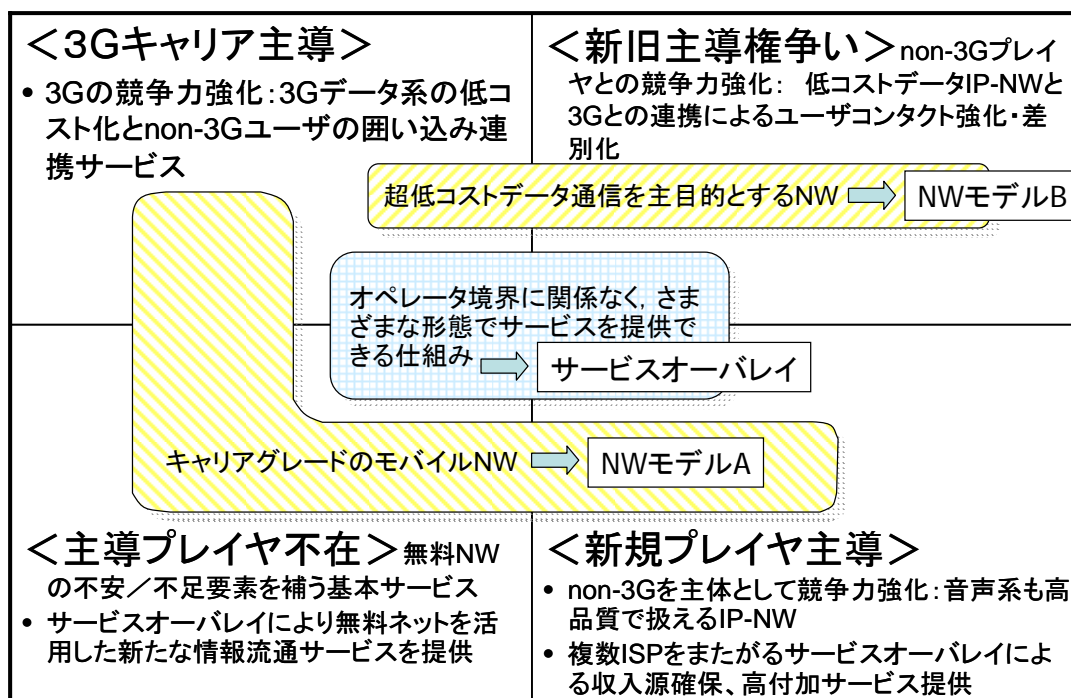 ＜3Gキャリア主導＞
• 3Gの競争力強化：3Gデータ系の低コ
スト化とnon-3Gユーザの囲い込み連
携サービス
＜新旧主導権争い＞non-3Gプレイ
ヤとの競争力強化： 低コストデータIP-NWと
3Gとの連携によるユーザコンタクト強化・差
別化
超低コストデータ通信を主目的とするNW
NWモデルB
オペレータ境界に関係なく，さま
ざまな形態でサービスを提供で
きる仕組み
サービスオーバレイ
キャリアグレードのモバイルNW
NWモデルA
＜主導プレイヤ不在＞無料NW
の不安／不足要素を補う基本サービス
• サービスオーバレイにより無料ネットを活
用した新たな情報流通サービスを提供
＜新規プレイヤ主導＞
• non-3Gを主体として競争力強化：音声系も高
品質で扱えるIP-NW
• 複数ISPをまたがるサービスオーバレイによ
る収入源確保、高付加サービス提供